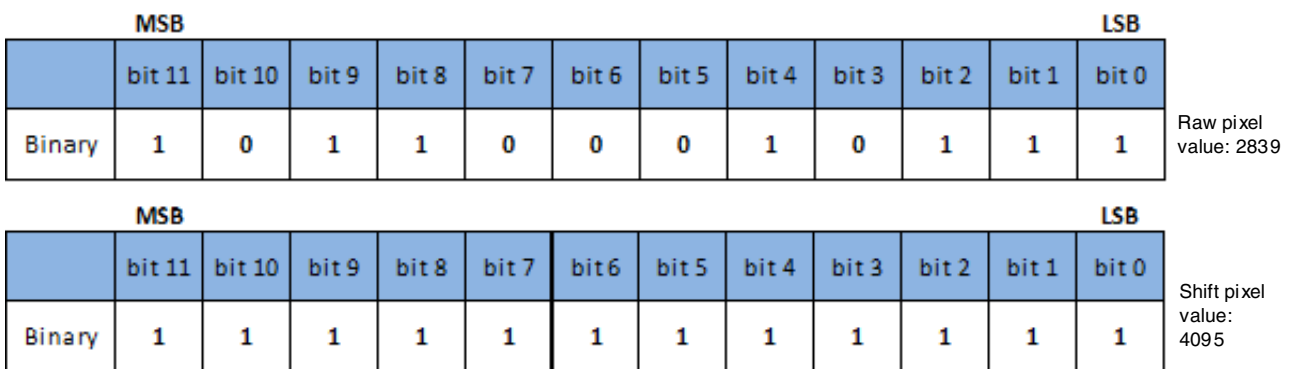 MSB LSB
bit 11 bit 10 bit 9 bit 8 bit 7 bit 6 bit 5 bit 4 bit 3 bit 2 bit 1 bit 0
Binary 1 0 1 1 0 0 0 1 0 1 1 1
Raw pixel
value: 2839
MSB LSB
bit 11 bit 10 bit 9 bit 8 bit 7 bit6 bit 5 bit 4 bit 3 bit 2 bit 1 bit 0
Binary 1 1 1 1 1 1 1 1 1 1 1 1
Shift pixel
value:
4095